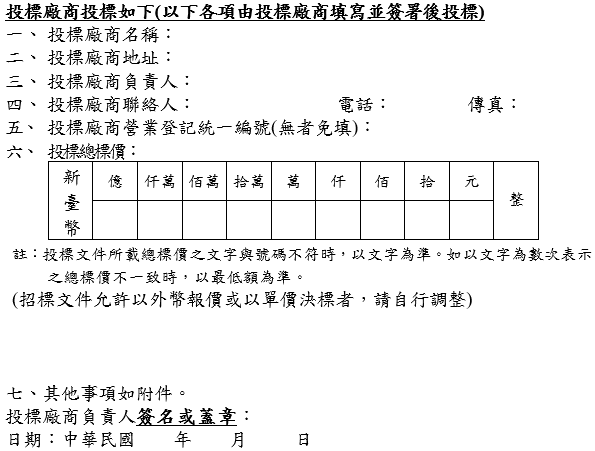 投標廠商投標如下(以下各項由投標廠商填寫並簽署後投標)
一、 投標廠商名稱：
二、 投標廠商地址：
三、 投標廠商負責人：
四、 投標廠商聯絡人： 電話： 傳真：
五、 投標廠商營業登記統一編號(無者免填)：
六、 投標總標價：
新臺幣 億 仟萬 佰萬 拾萬 萬 仟 佰 拾 元 整
註：投標文件所載總標價之文字與號碼不符時，以文字為準。如以文字為數次表示
之總標價不一致時，以最低額為準。
(招標文件允許以外幣報價或以單價決標者，請自行調整)
七、其他事項如附件。
投標廠商負責人簽名或蓋章：
日期：中華民國 年 月 日